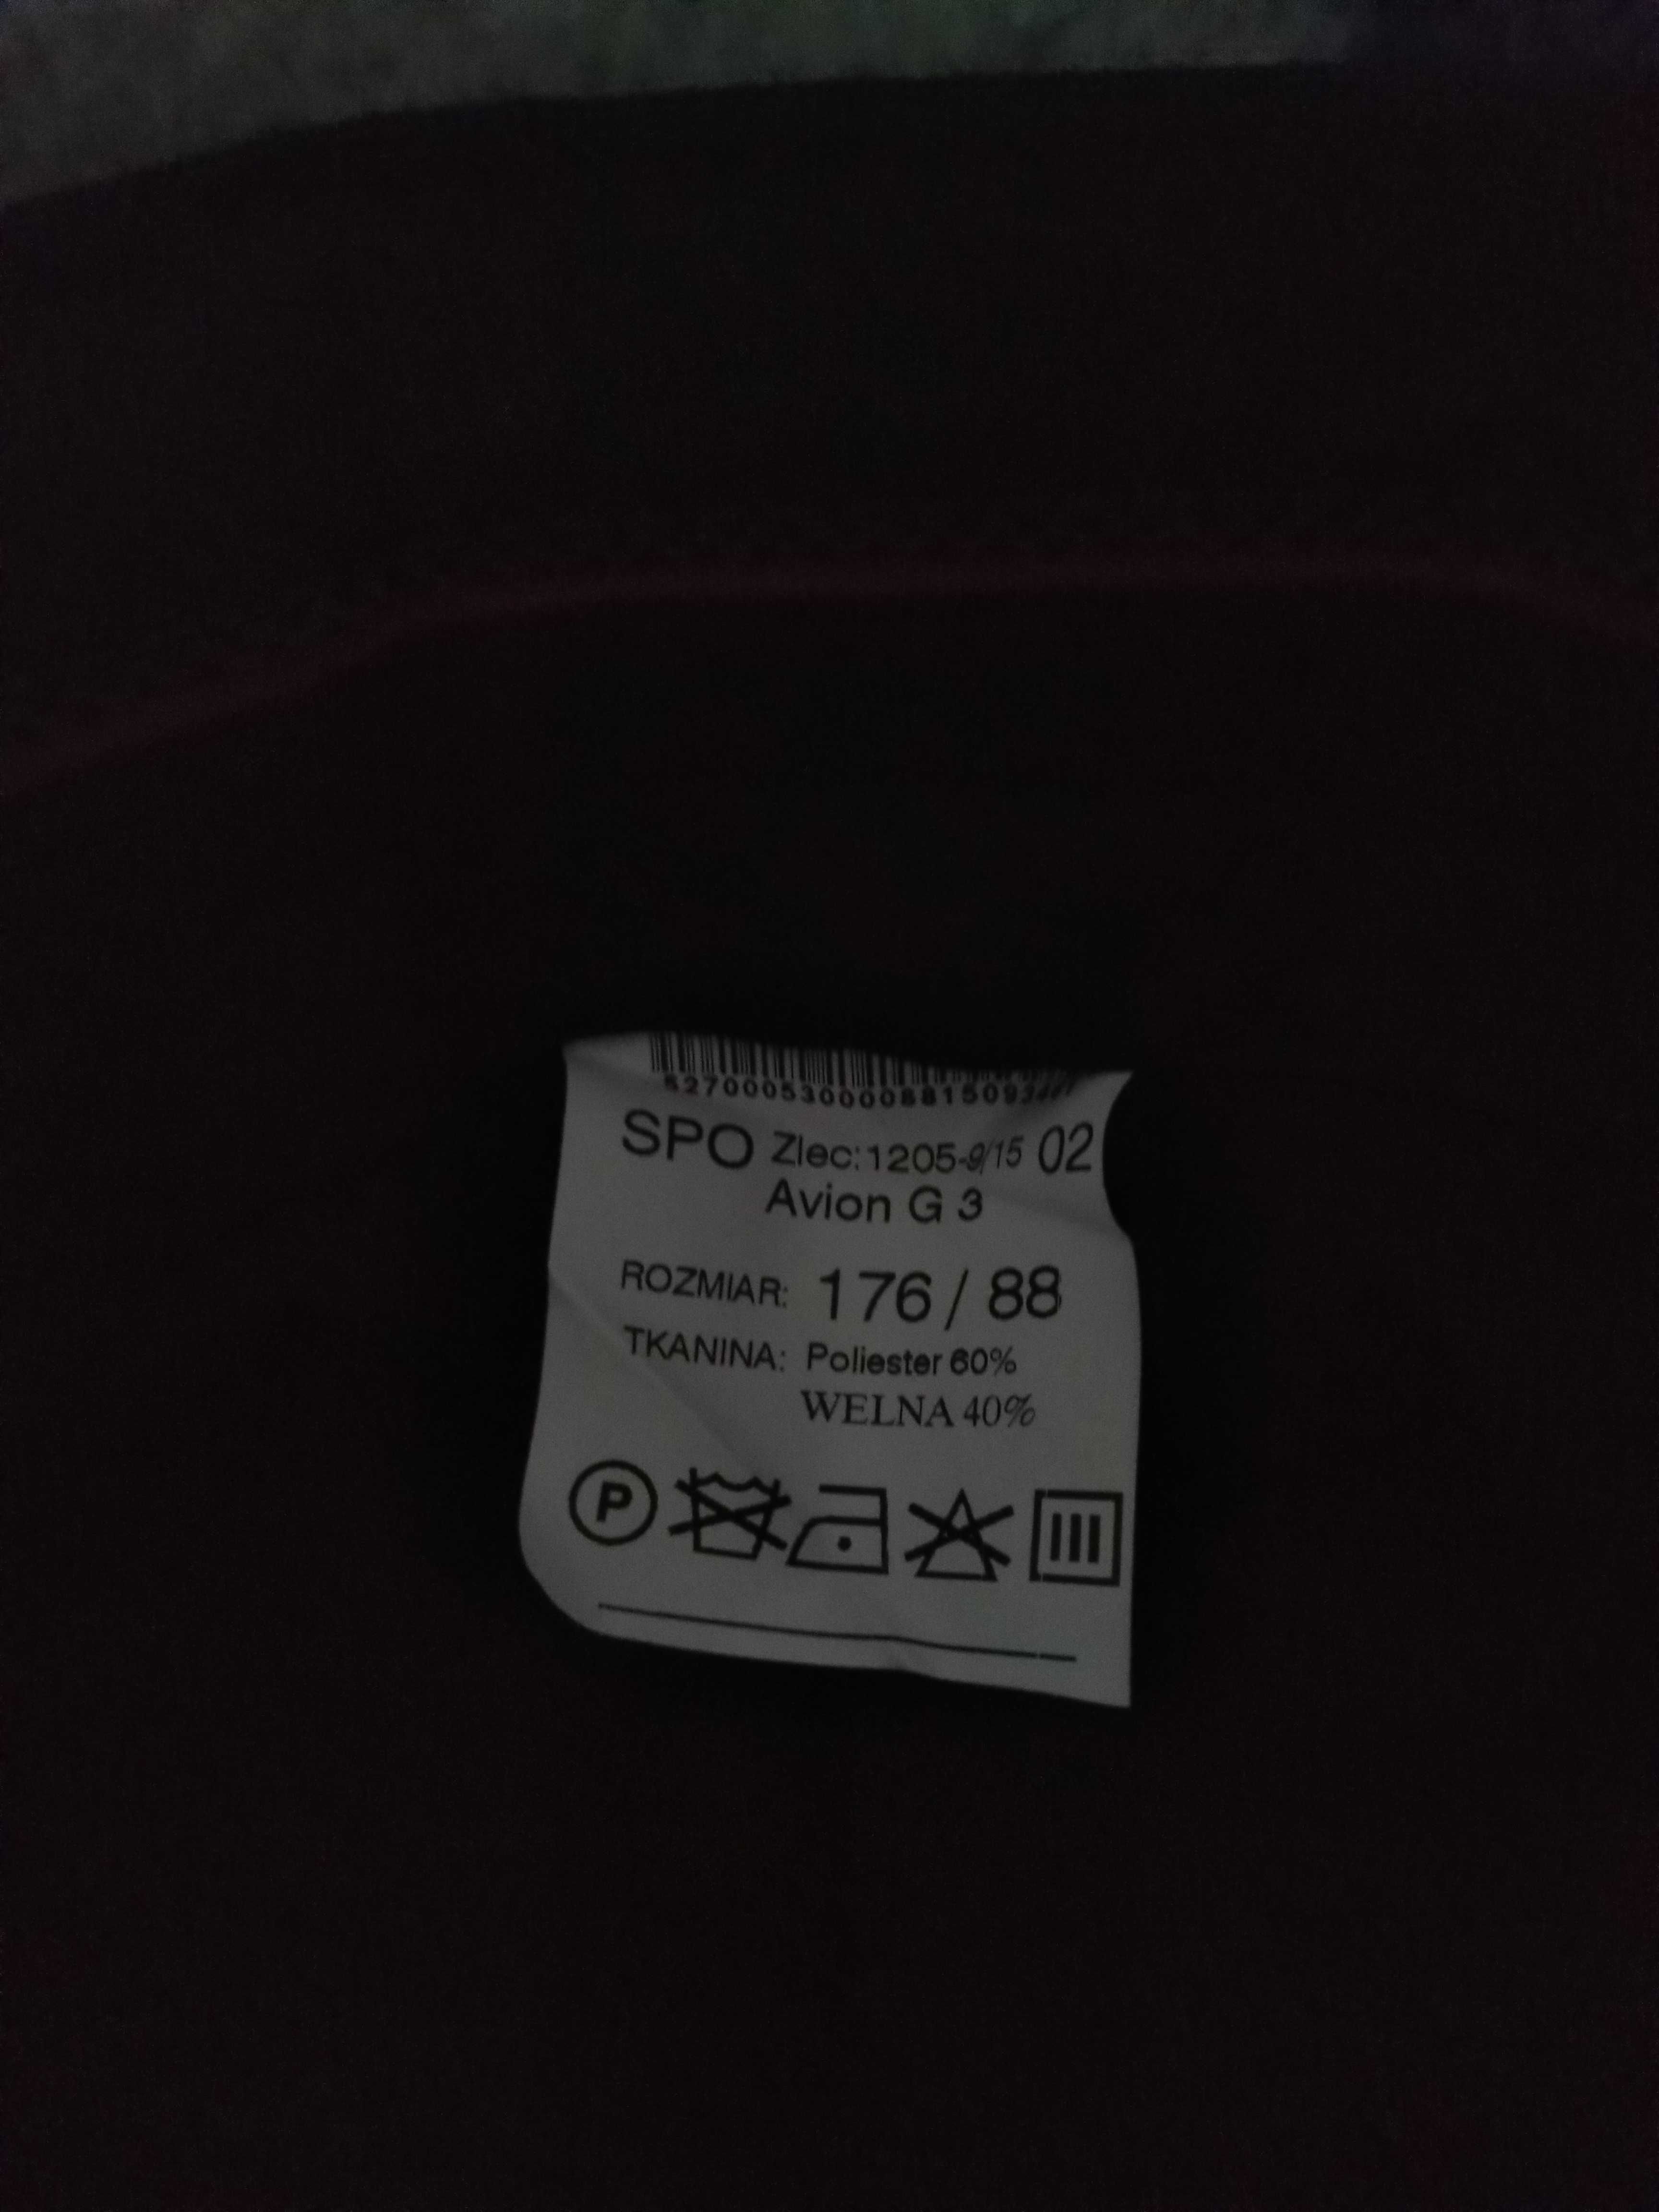 SPO Zlec: 1205-9/15 02
Avion G 3
ROZMIAR: 176 / 88
TKANINA: Poliester 60%
WELNA 40%
P